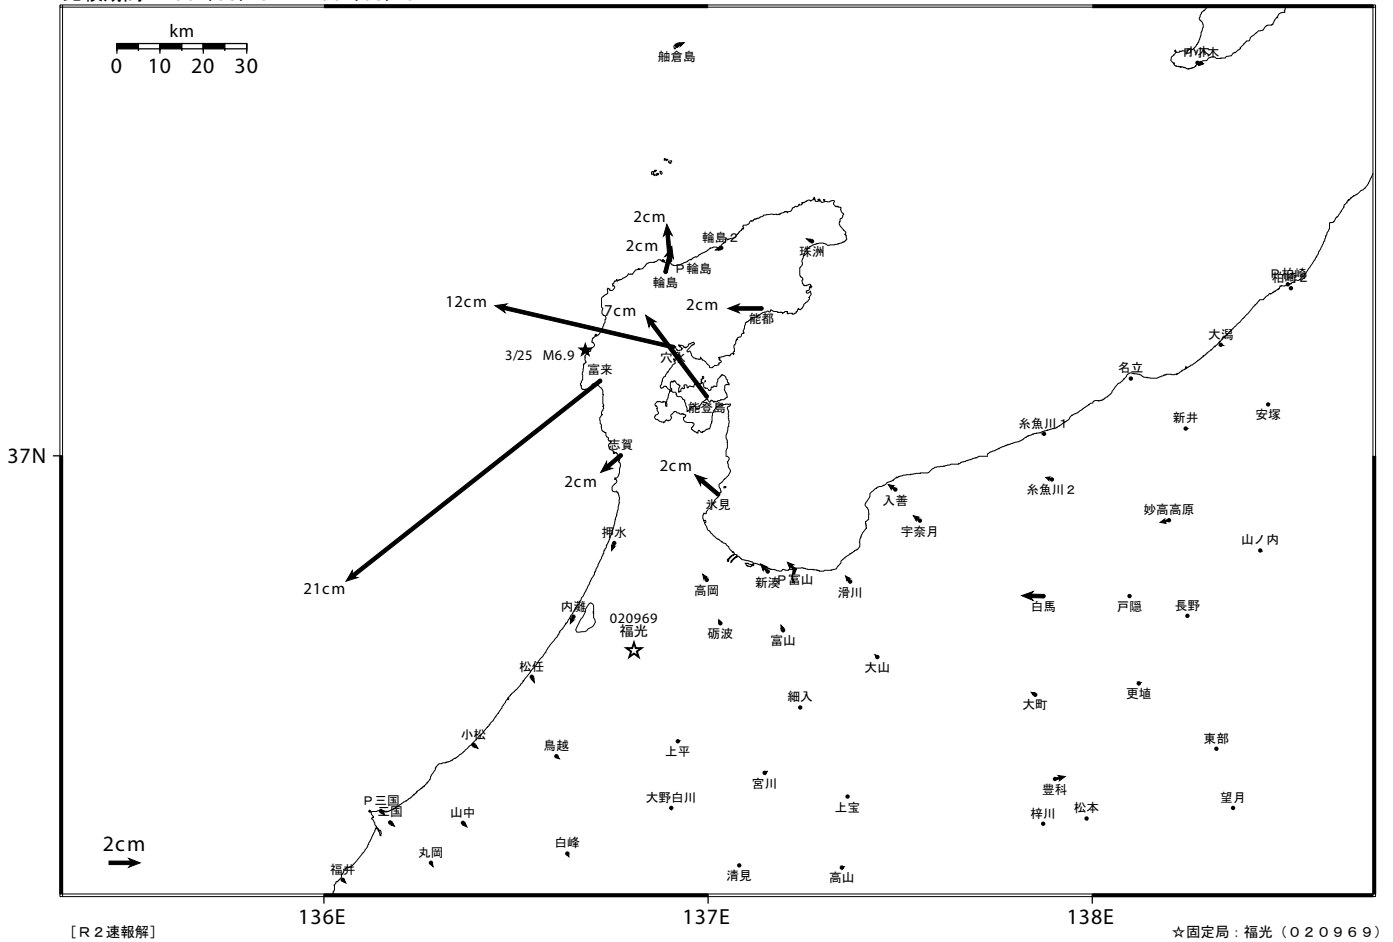 km
0 10 20 30
舳倉島
小木
2cm
2cm
輪島２
珠洲
Ｐ輪島
輪島
12cm
7cm
2cm
能都
3/25 M6.9
穴水
富来
能登島
Ｐ柏崎
柏崎２
大潟
名立
安塚
新井
糸魚川１
37N
志賀
2cm
2cm
氷見
入善
糸魚川２
妙高高原
押水
宇奈月
山ノ内
21cm
高岡
新湊
Ｐ富山
滑川
白馬
戸隠
長野
内灘
020969
福光
砺波
富山
大山
松任
細入
大町
更埴
小松
鳥越
上平
東部
宮川
豊科
Ｐ三国
三国
山中
大野白川
上宝
梓川
松本
望月
2cm
丸岡
白峰
福井
清見
高山
136E
137E
138E
［Ｒ２速報解］
☆固定局：福光（０２０９６９）